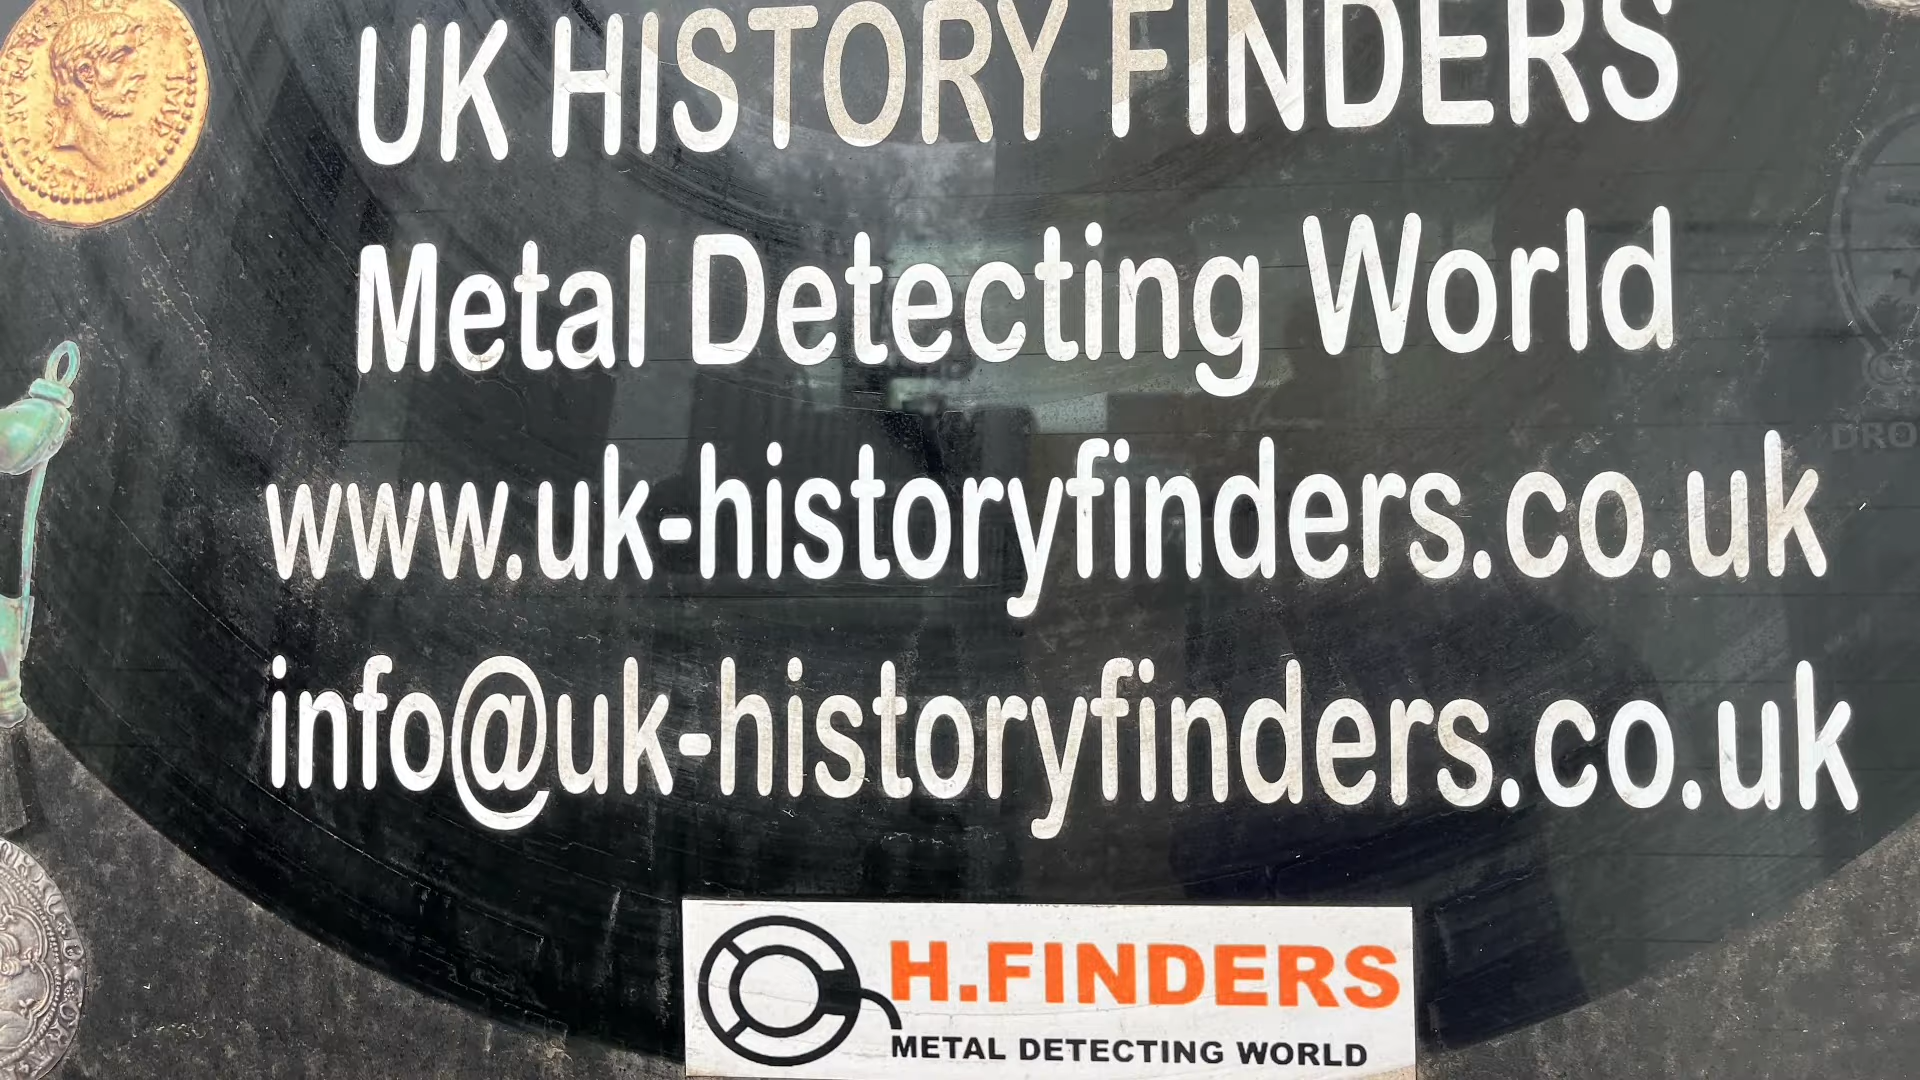 UK HISTORY FINDERS
Metal Detecting World
www.uk-historyfinders.co.uk
info@uk-historyfinders.co.uk
DRO
H.FINDERS
METAL DETECTING WORLD